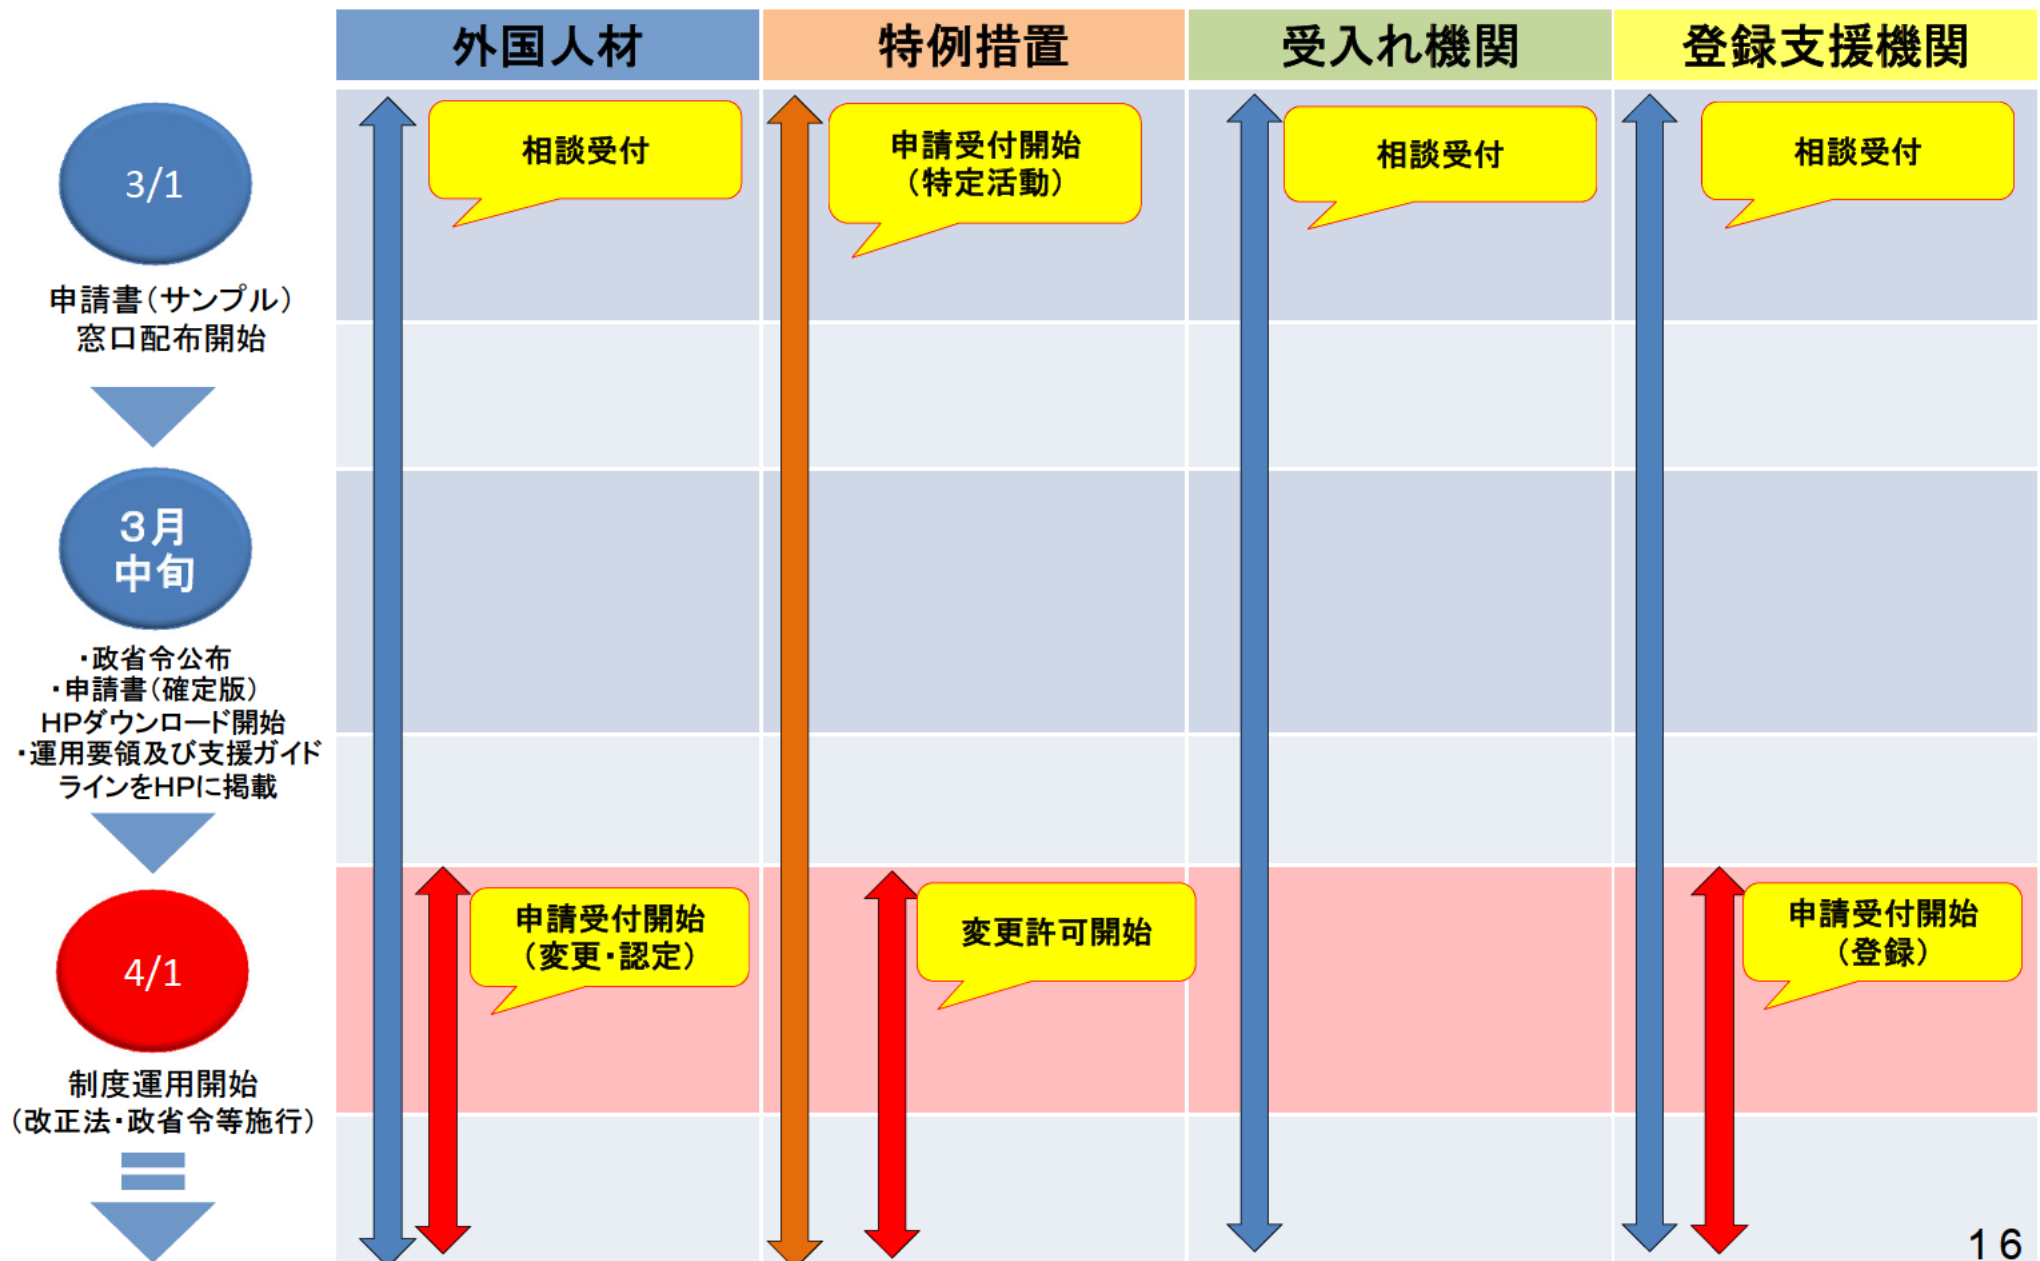 外国人材
特例措置
受入れ機関
登録支援機関
3/1
申請書(サンプル)
窓口配布開始
相談受付
申請受付開始
(特定活動)
相談受付
相談受付
3月
中旬
・政省令公布
・申請書(確定版)
HPダウンロード開始
・運用要領及び支援ガイド
ラインをHPに掲載
4/1
制度運用開始
(改正法・政省令等施行)
申請受付開始
(変更・認定)
変更許可開始
申請受付開始
(登録)
16